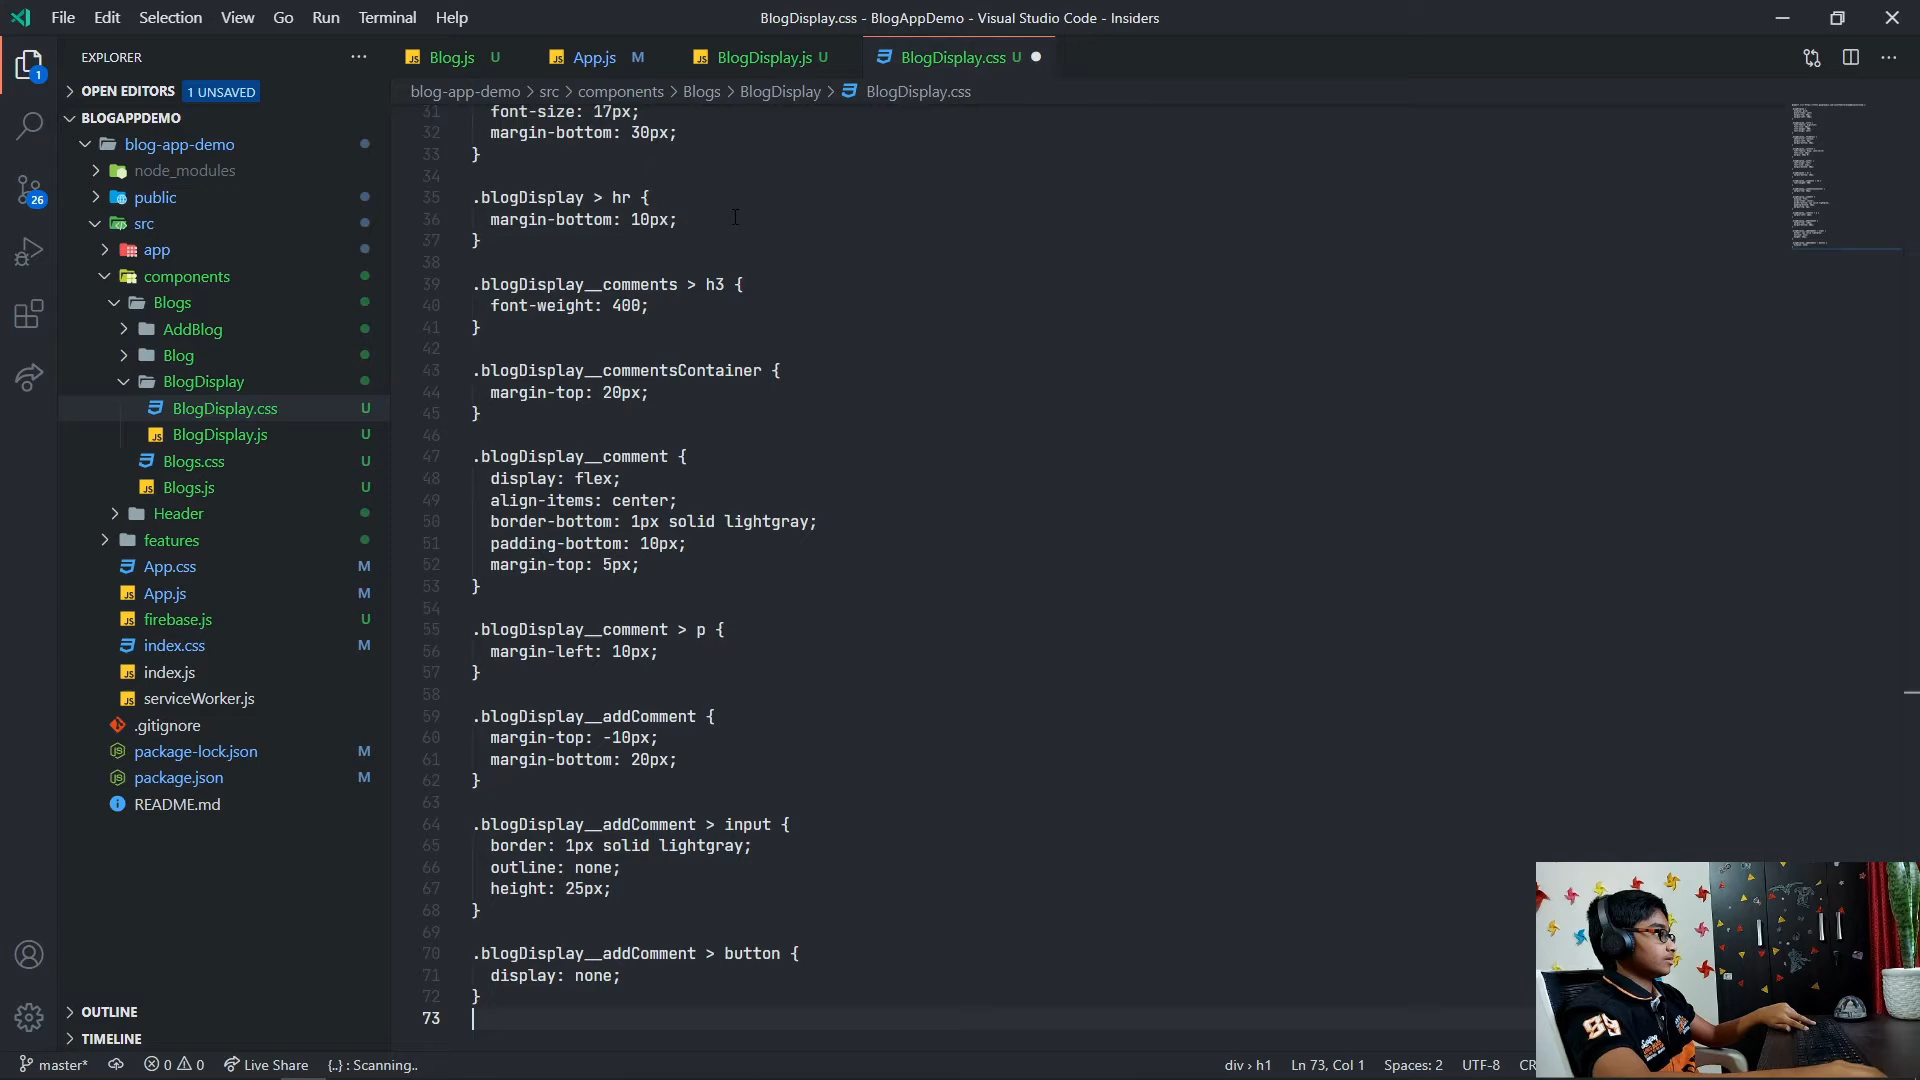 File Edit Selection View Go Run Terminal Help
BlogDisplay.css - BlogAppDemo - Visual Studio Code - Insiders
EXPLORER
Blog.js U
App.js M
BlogDisplay.js U
BlogDisplay.css U
OPEN EDITORS 1 UNSAVED
blog-app-demo > src > components > Blogs > BlogDisplay > BlogDisplay.css
BLOGAPPDEMO
blog-app-demo
node_modules
public
src
app
components
Blogs
AddBlog
Blog
BlogDisplay
BlogDisplay.css U
BlogDisplay.js U
Blogs.css U
Blogs.js U
Header
features
App.css M
App.js M
firebase.js U
index.css M
index.js
serviceWorker.js
.gitignore
package-lock.json M
package.json M
README.md
OUTLINE
TIMELINE
1
26
31 font-size: 17px;
32 margin-bottom: 30px;
33 }
34
35 .blogDisplay > hr {
36 margin-bottom: 10px;
37 }
38
39 .blogDisplay__comments > h3 {
40 font-weight: 400;
41 }
42
43 .blogDisplay__commentsContainer {
44 margin-top: 20px;
45 }
46
47 .blogDisplay__comment {
48 display: flex;
49 align-items: center;
50 border-bottom: 1px solid lightgray;
51 padding-bottom: 10px;
52 margin-top: 5px;
53 }
54
55 .blogDisplay__comment > p {
56 margin-left: 10px;
57 }
58
59 .blogDisplay__addComment {
60 margin-top: -10px;
61 margin-bottom: 20px;
62 }
63
64 .blogDisplay__addComment > input {
65 border: 1px solid lightgray;
66 outline: none;
67 height: 25px;
68 }
69
70 .blogDisplay__addComment > button {
71 display: none;
72 }
73
master* 0 0 Live Share {..} : Scanning.. div > h1 Ln 73, Col 1 Spaces: 2 UTF-8 CR